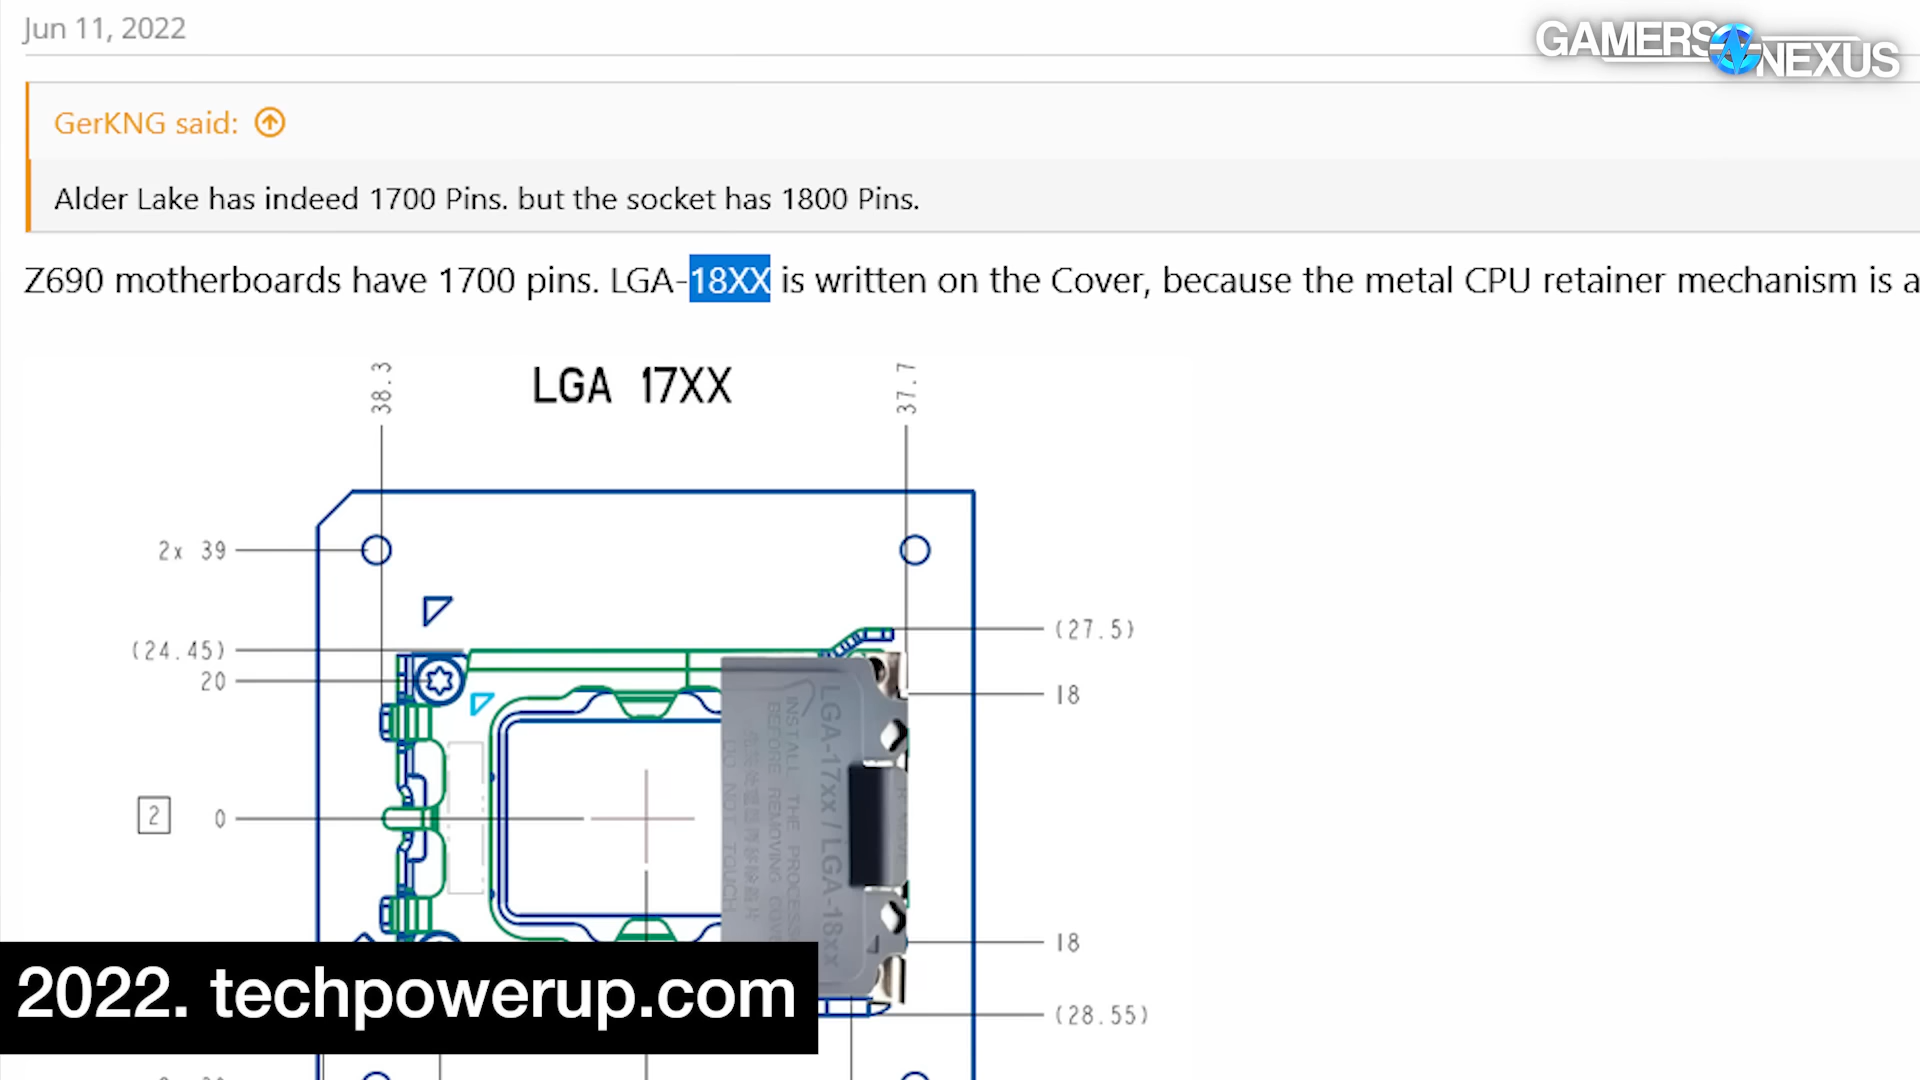 Jun 11, 2022
GAMERS NEXUS
GerKNG said:
Alder Lake has indeed 1700 Pins. but the socket has 1800 Pins.
Z690 motherboards have 1700 pins. LGA-18XX is written on the Cover, because the metal CPU retainer mechanism is a
38.3
LGA 17XX
37.7
2x 39
(27.5)
(24.45)
20
18
LGA-17xx / LGA-18xx
INSTALL THE PROCESS
BEFORE REMOVING COVE
DO NOT TOUCH
2
0
18
(28.55)
2022. techpowerup.com